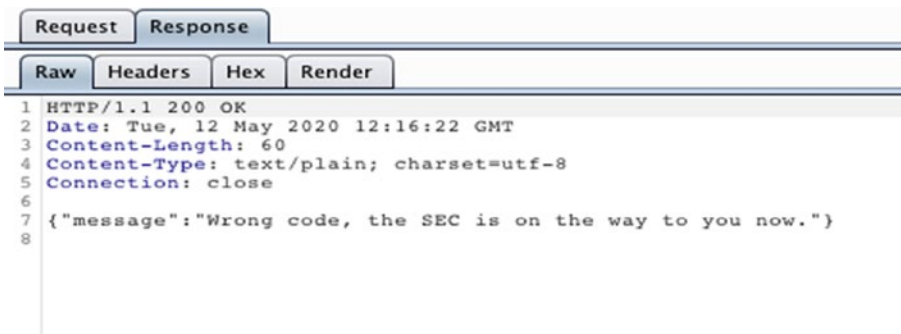 Request Response
Raw Headers Hex Render
1 HTTP/1.1 200 OK
2 Date: Tue, 12 May 2020 12:16:22 GMT
3 Content-Length: 60
4 Content-Type: text/plain; charset=utf-8
5 Connection: close
6
7 {"message":"Wrong code, the SEC is on the way to you now."}
8